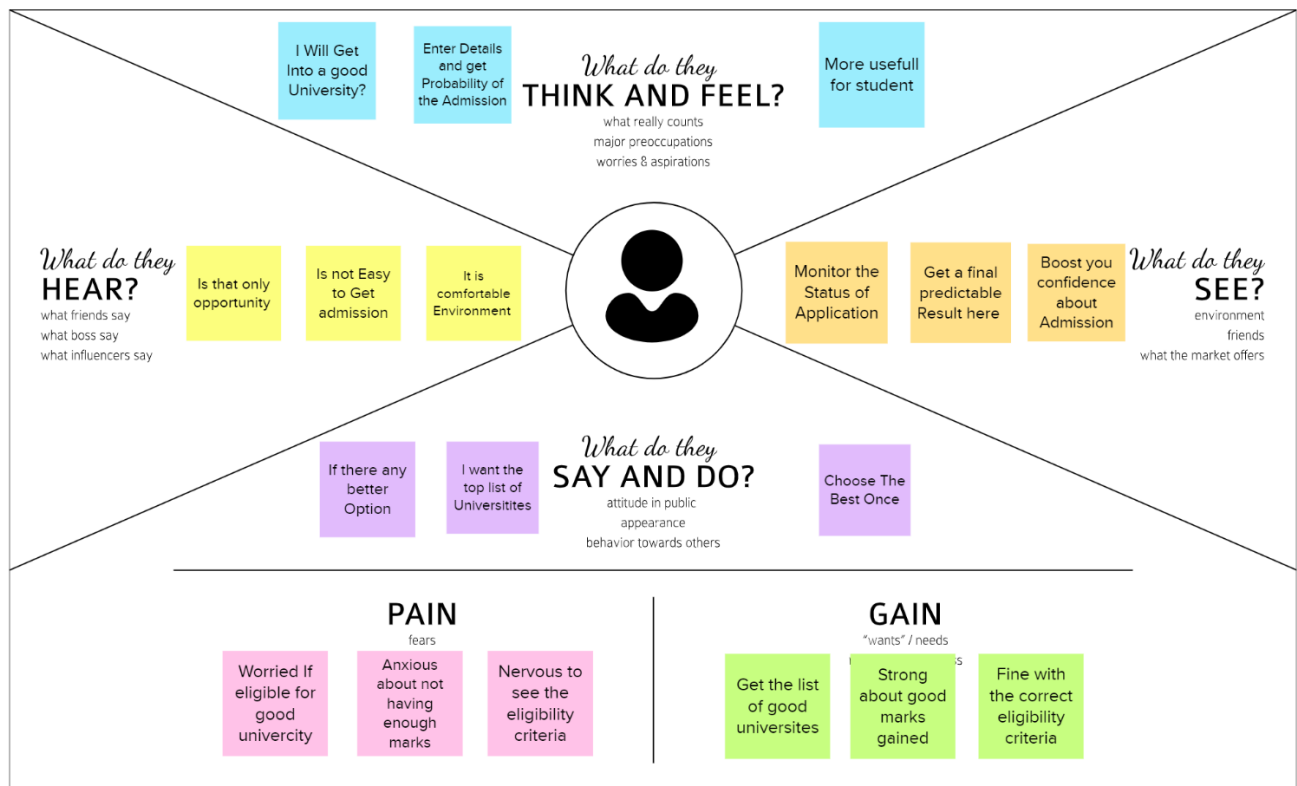 I Will Get
Into a good
University?
Enter Details
and get
Probability of
the Admission
What do they
THINK AND FEEL?
what really counts
major preoccupations
worries & aspirations
More usefull
for student
What do they
HEAR?
what friends say
what boss say
what influencers say
Is that only
opportunity
Is not Easy
to Get
admission
It is
comfortable
Environment
Monitor the
Status of
Application
Get a final
predictable
Result here
Boost you
confidence
about
Admission
What do they
SEE?
environment
friends
what the market offers
If there any
better
Option
I want the
top list of
Universitites
What do they
SAY AND DO?
attitude in public
appearance
behavior towards others
Choose The
Best Once
PAIN
fears
Worried If
eligible for
good
univercity
Anxious
about not
having
enough
marks
Nervous to
see the
eligibility
criteria
GAIN
"wants" / needs
Get the list
of good
universites
Strong
about good
marks
gained
Fine with
the correct
eligibility
criteria